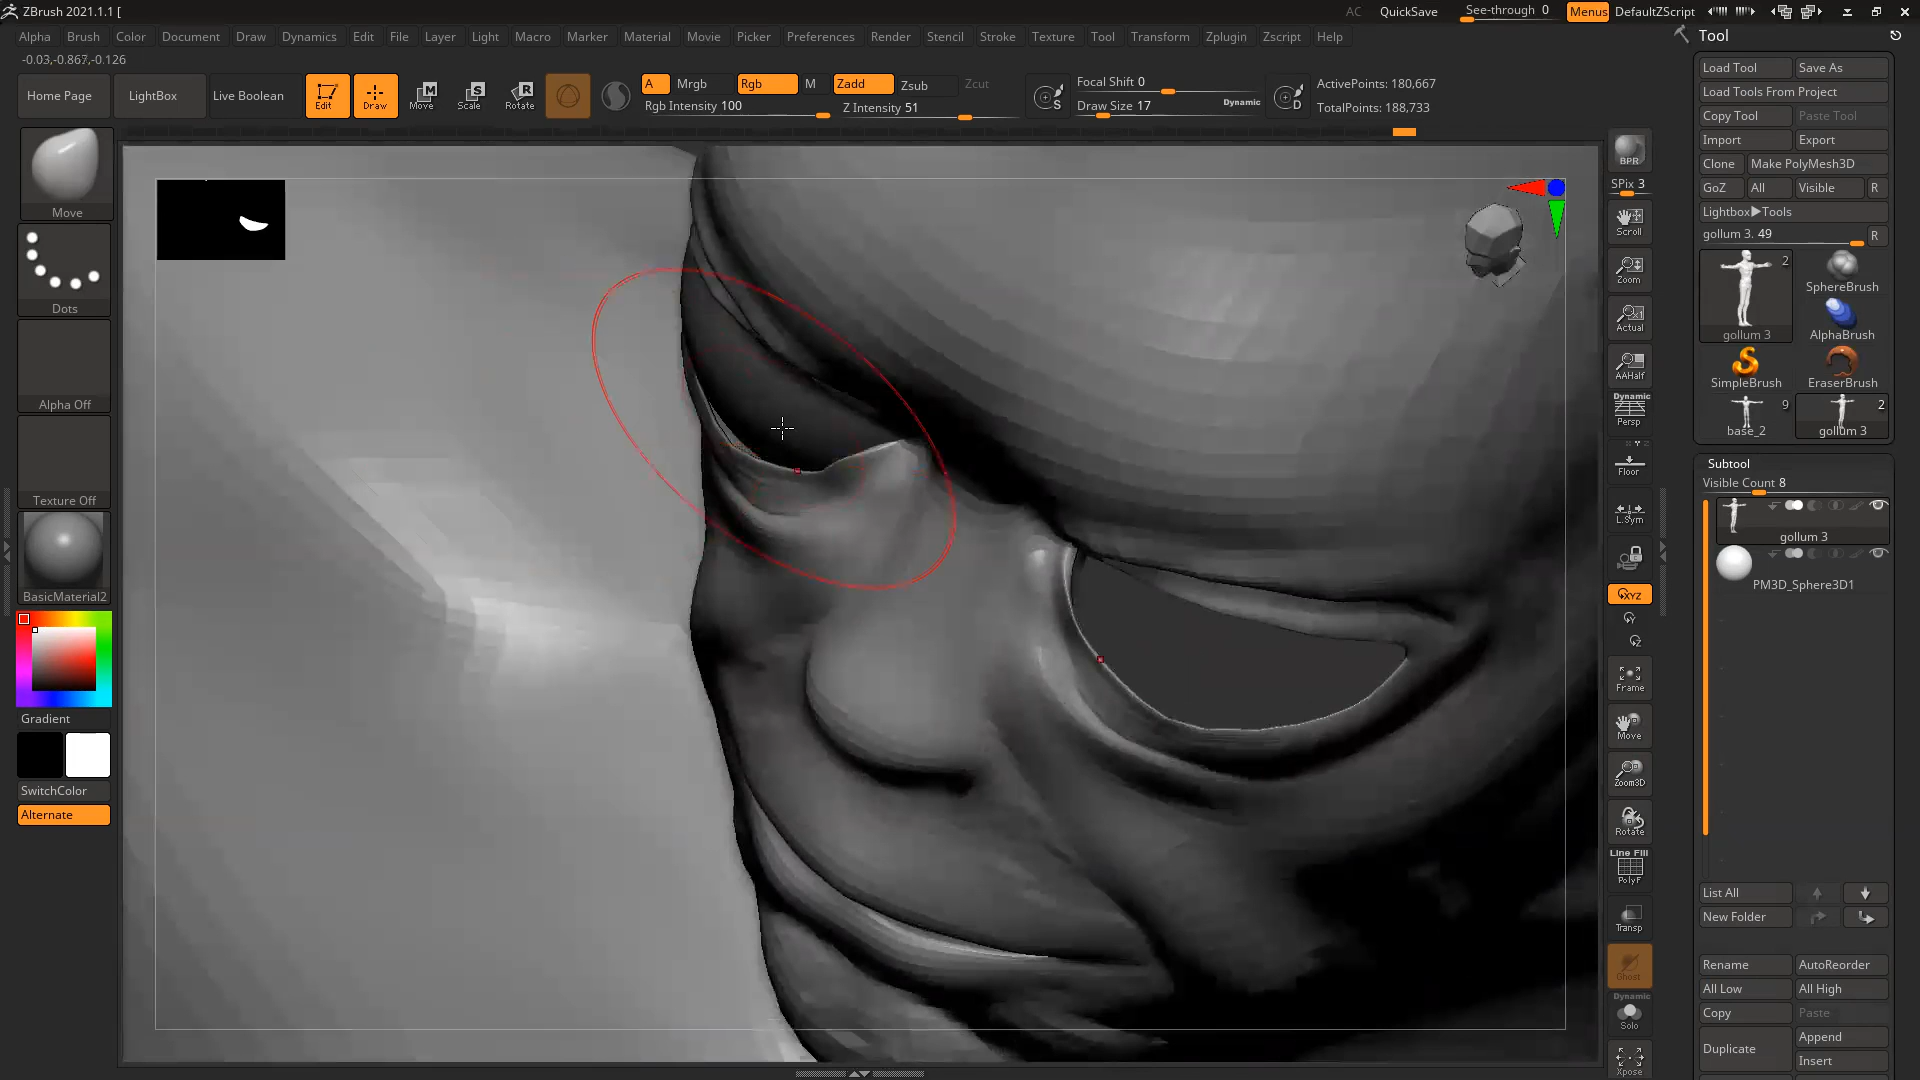 ZBrush 2021.1.1 [
AC QuickSave See-through 0 Menus DefaultZScript
Alpha Brush Color Document Draw Dynamics Edit File Layer Light Macro Marker Material Movie Picker Preferences Render Stencil Stroke Texture Tool Transform Zplugin Zscript Help
-0.03,-0.867,-0.126
Home Page LightBox Live Boolean Edit Draw Move Scale Rotate
A Mrgb Rgb M Zadd Zsub Zcut
Rgb Intensity 100 Z Intensity 51
Focal Shift 0
Draw Size 17 Dynamic
ActivePoints: 180,667
TotalPoints: 188,733
Move
Dots
Alpha Off
Texture Off
BasicMaterial2
Gradient
SwitchColor
Alternate
BPR
SPix 3
Scroll
Zoom
Actual
AAHalf
Dynamic
Persp
Floor
L.Sym
XYZ
Y
Z
Frame
Move
Zoom3D
Rotate
Line Fill
PolyF
Transp
Ghost
Dynamic
Solo
Xpose
Tool
Load Tool Save As
Load Tools From Project
Copy Tool Paste Tool
Import Export
Clone Make PolyMesh3D
GoZ All Visible R
Lightbox▶Tools
gollum 3. 49 R
2
gollum 3
SphereBrush
AlphaBrush
SimpleBrush EraserBrush
9 2
base_2 gollum 3
Subtool
Visible Count 8
gollum 3
PM3D_Sphere3D1
List All
New Folder
Rename AutoReorder
All Low All High
Copy Paste
Duplicate Append
Insert